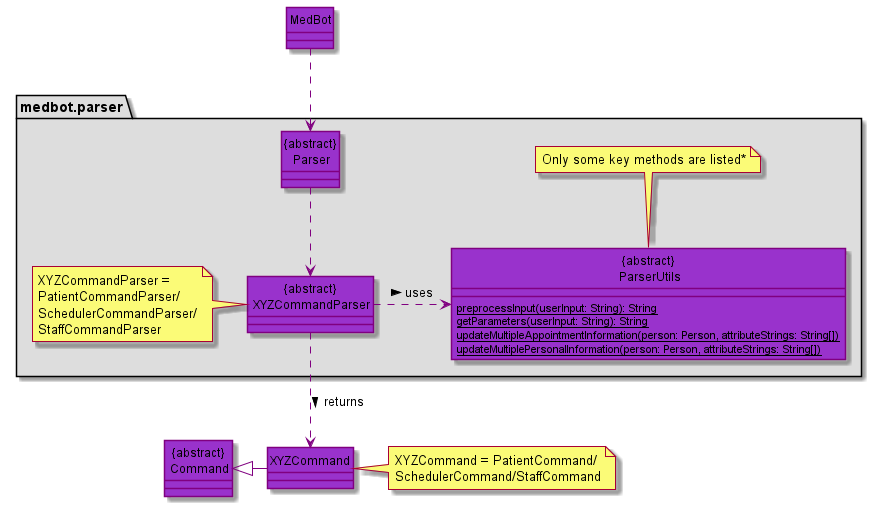 MedBot
medbot.parser
{abstract}
Parser
Only some key methods are listed*
XYZCommandParser =
PatientCommandParser/
SchedulerCommandParser/
StaffCommandParser
{abstract}
XYZCommandParser
uses
{abstract}
ParserUtils
preprocessInput(userInput: String): String
getParameters(userInput: String): String
updateMultipleAppointmentInformation(person: Person, attributeStrings: String[])
updateMultiplePersonalInformation(person: Person, attributeStrings: String[])
returns
{abstract}
Command
XYZCommand
XYZCommand = PatientCommand/
SchedulerCommand/StaffCommand